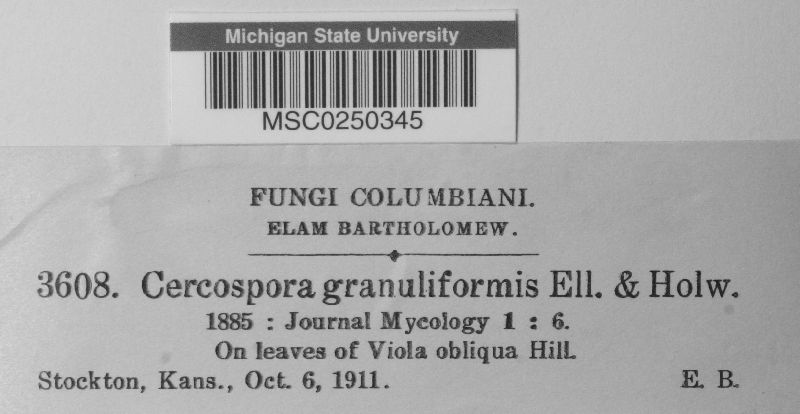 Michigan State University
MSC0250345
FUNGI COLUMBIANI.
ELAM BARTHOLOMEW.
3608. Cercospora granuliformis Ell. & Holw.
1885 : Journal Mycology 1 : 6.
On leaves of Viola obliqua Hill.
Stockton, Kans., Oct. 6, 1911. E. B.